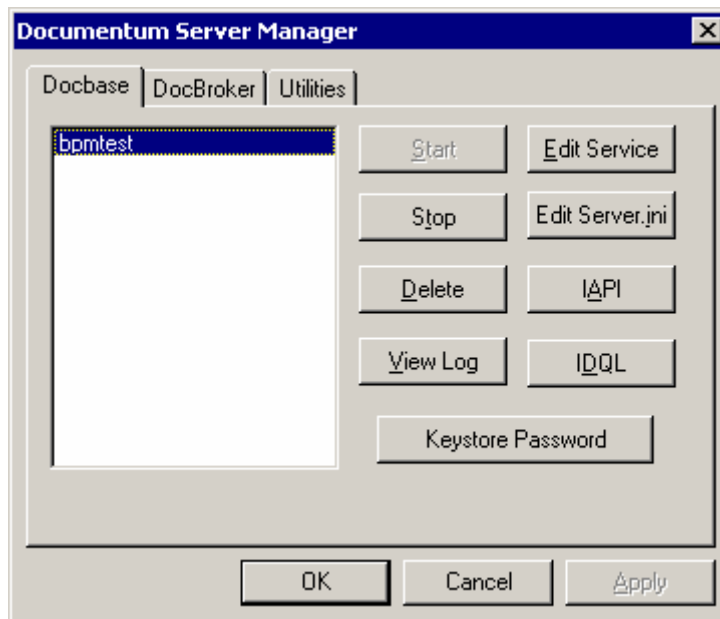 Documentum Server Manager
Docbase DocBroker Utilities
bpmtest
Start Edit Service
Stop Edit Server.ini
Delete IAPI
View Log IDQL
Keystore Password
OK Cancel Apply